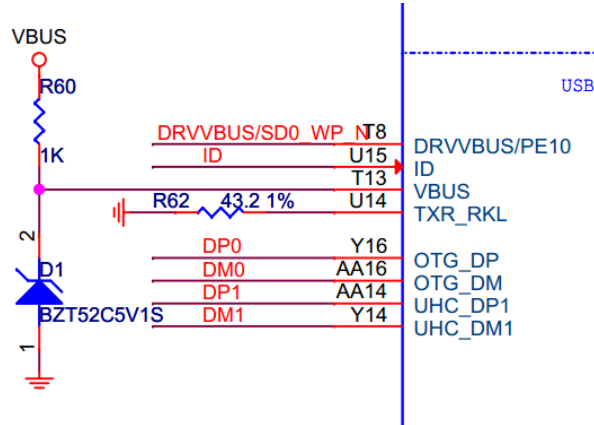 VBUS
R60
1K
USB
DRVVBUS/SD0_WP_N
T8
DRVVBUS/PE10
ID
U15
ID
T13
VBUS
R62
43.2 1%
U14
TXR_RKL
2
D1
BZT52C5V1S
1
DP0
Y16
OTG_DP
DM0
AA16
OTG_DM
DP1
AA14
UHC_DP1
DM1
Y14
UHC_DM1